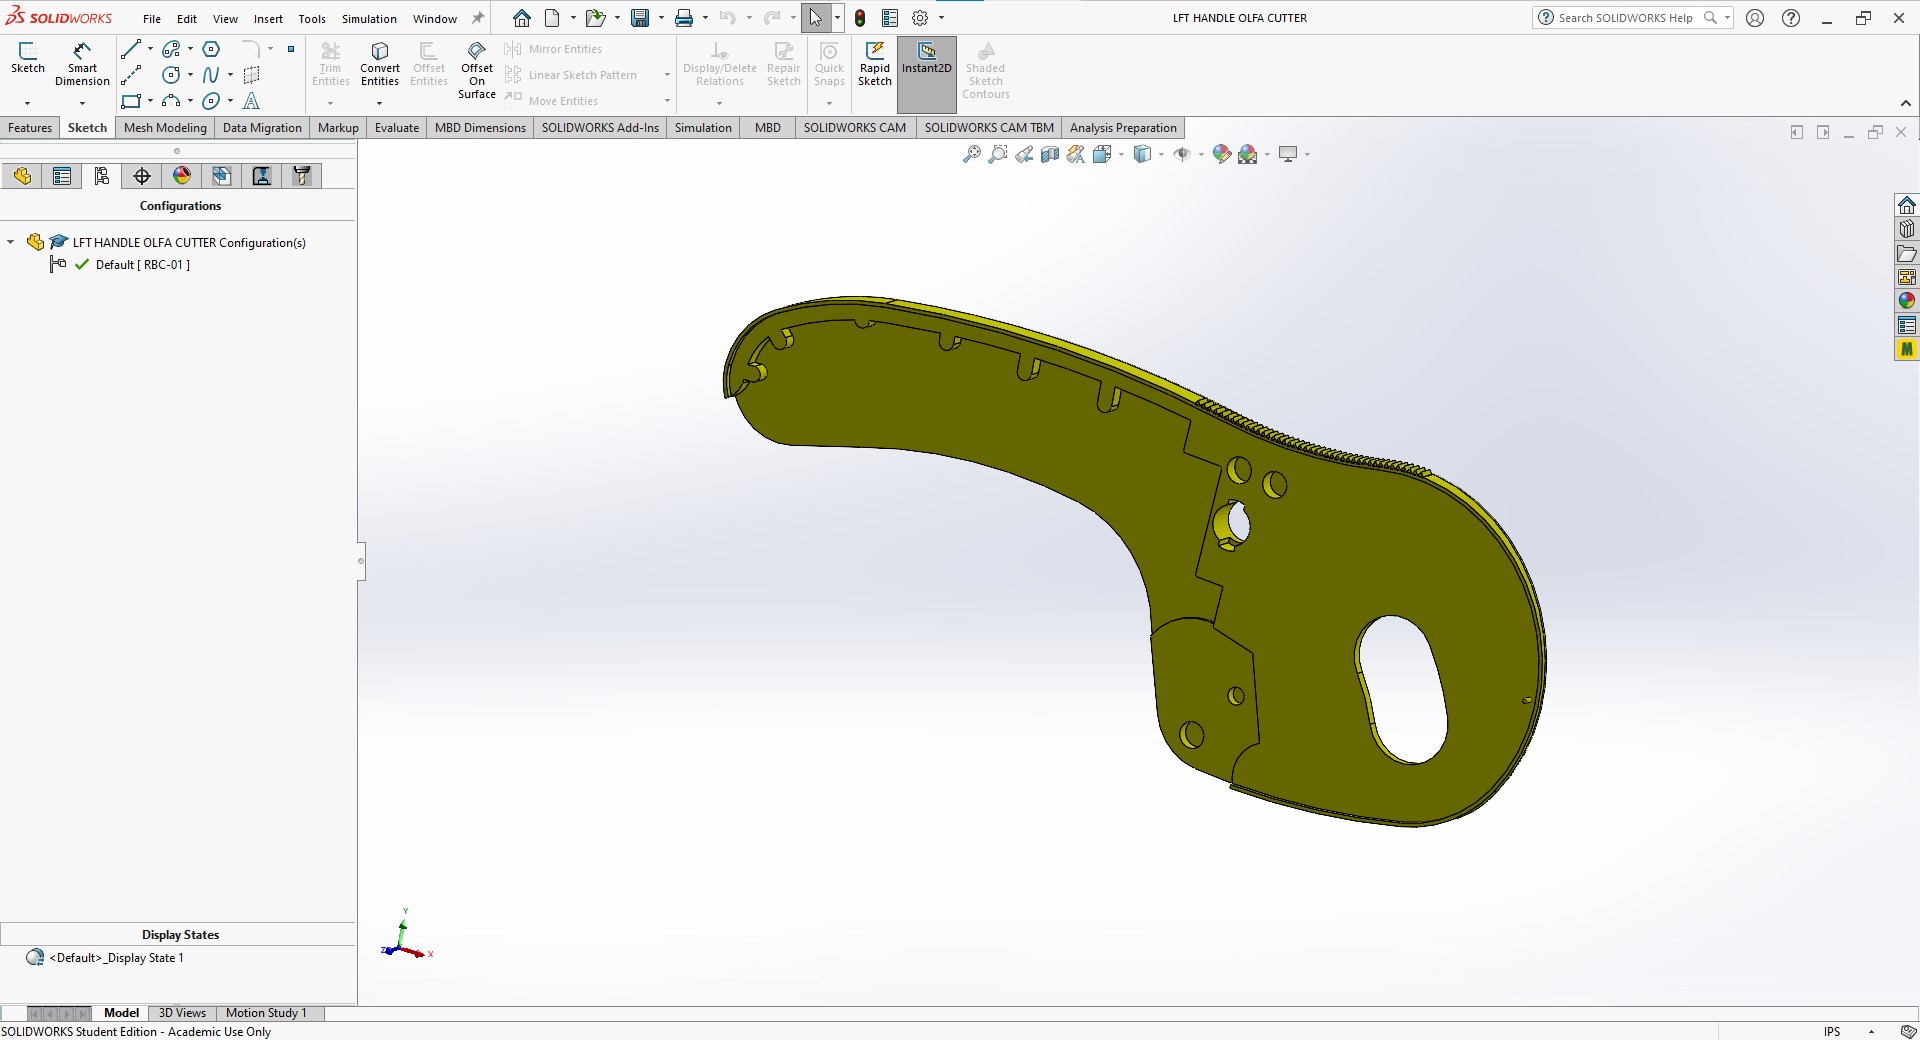 SOLIDWORKS File Edit View Insert Tools Simulation Window LFT HANDLE OLFA CUTTER Search SOLIDWORKS Help
Sketch
Smart
Dimension
Trim
Entities
Convert
Entities
Offset
Entities
Offset
On
Surface
Mirror Entities
Linear Sketch Pattern
Move Entities
Display/Delete
Relations
Repair
Sketch
Quick
Snaps
Rapid
Sketch
Instant2D
Shaded
Sketch
Contours
Features Sketch Mesh Modeling Data Migration Markup Evaluate MBD Dimensions SOLIDWORKS Add-Ins Simulation MBD SOLIDWORKS CAM SOLIDWORKS CAM TBM Analysis Preparation
Configurations
LFT HANDLE OLFA CUTTER Configuration(s)
Default [ RBC-01 ]
M
Y
Z
X
Display States
<Default>_Display State 1
Model 3D Views Motion Study 1
SOLIDWORKS Student Edition - Academic Use Only
IPS